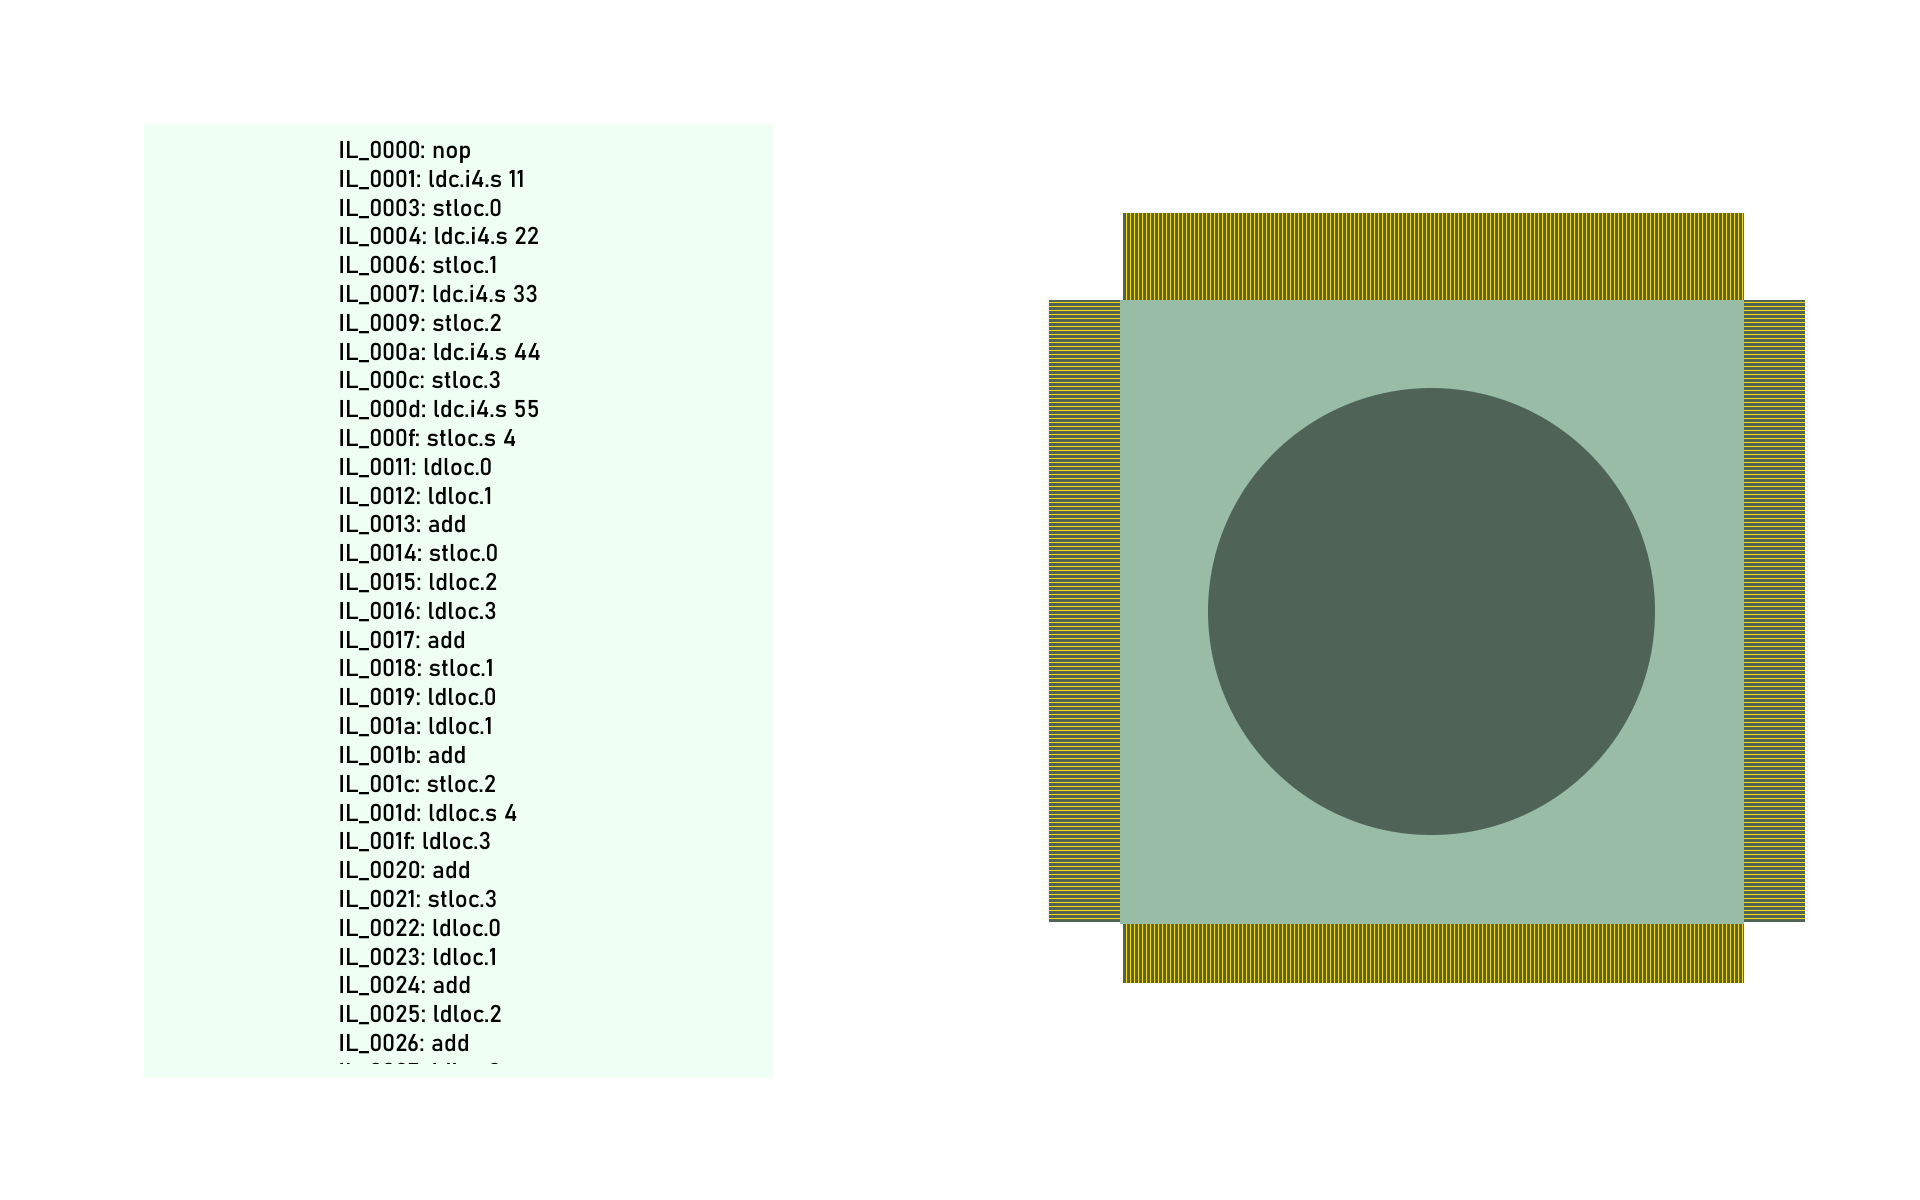 IL_0000: nop
IL_0001: ldc.i4.s 11
IL_0003: stloc.0
IL_0004: ldc.i4.s 22
IL_0006: stloc.1
IL_0007: ldc.i4.s 33
IL_0009: stloc.2
IL_000a: ldc.i4.s 44
IL_000c: stloc.3
IL_000d: ldc.i4.s 55
IL_000f: stloc.s 4
IL_0011: ldloc.0
IL_0012: ldloc.1
IL_0013: add
IL_0014: stloc.0
IL_0015: ldloc.2
IL_0016: ldloc.3
IL_0017: add
IL_0018: stloc.1
IL_0019: ldloc.0
IL_001a: ldloc.1
IL_001b: add
IL_001c: stloc.2
IL_001d: ldloc.s 4
IL_001f: ldloc.3
IL_0020: add
IL_0021: stloc.3
IL_0022: ldloc.0
IL_0023: ldloc.1
IL_0024: add
IL_0025: ldloc.2
IL_0026: add